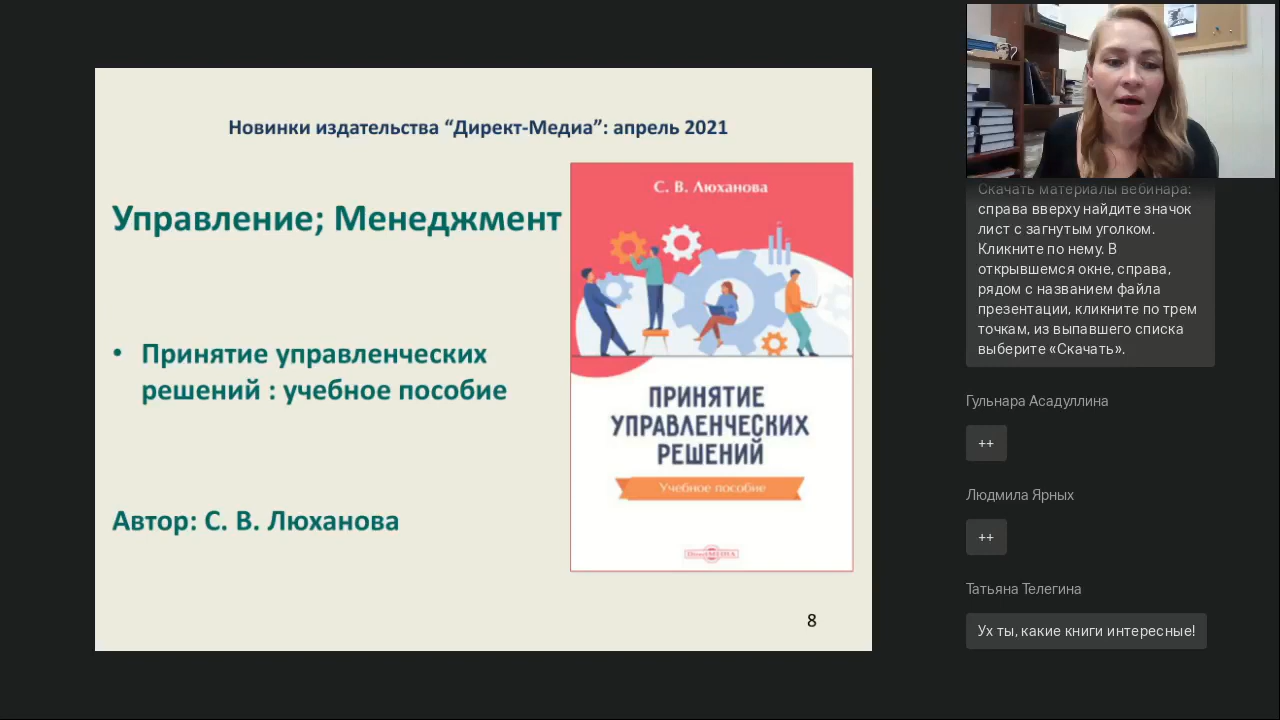 Новинки издательства “Директ-Медиа”: апрель 2021
Управление; Менеджмент
• Принятие управленческих
решений : учебное пособие
Автор: С. В. Люханова
С. В. Люханова
ПРИНЯТИЕ
УПРАВЛЕНЧЕСКИХ
РЕШЕНИЙ
Учебное пособие
ДиректМЕДИА
8
Скачать материалы вебинара:
справа вверху найдите значок
лист с загнутым уголком.
Кликните по нему. В
открывшемся окне, справа,
рядом с названием файла
презентации, кликните по трем
точкам, из выпавшего списка
выберите «Скачать».
Гульнара Асадуллина
++
Людмила Ярных
++
Татьяна Телегина
Ух ты, какие книги интересные!